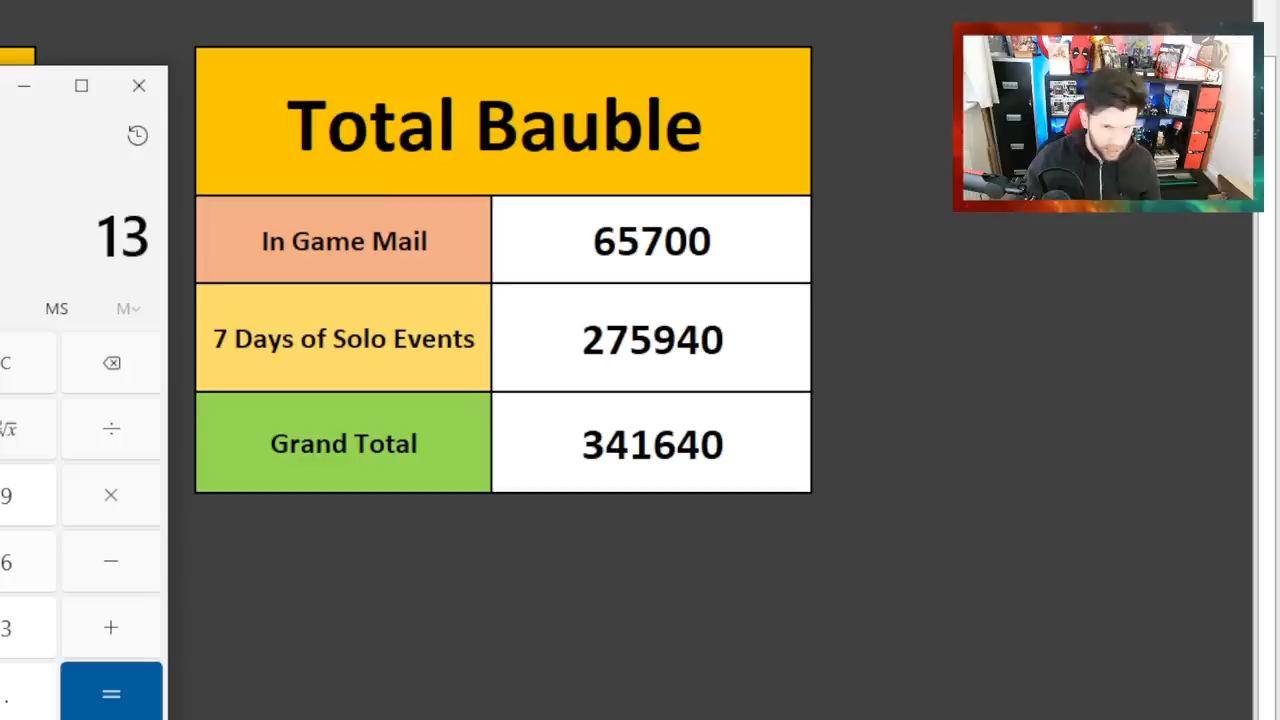 Total Bauble
13
In Game Mail 65700
MS M
7 Days of Solo Events 275940
C
√x ÷
Grand Total 341640
9 ×
6 −
3 +
. =